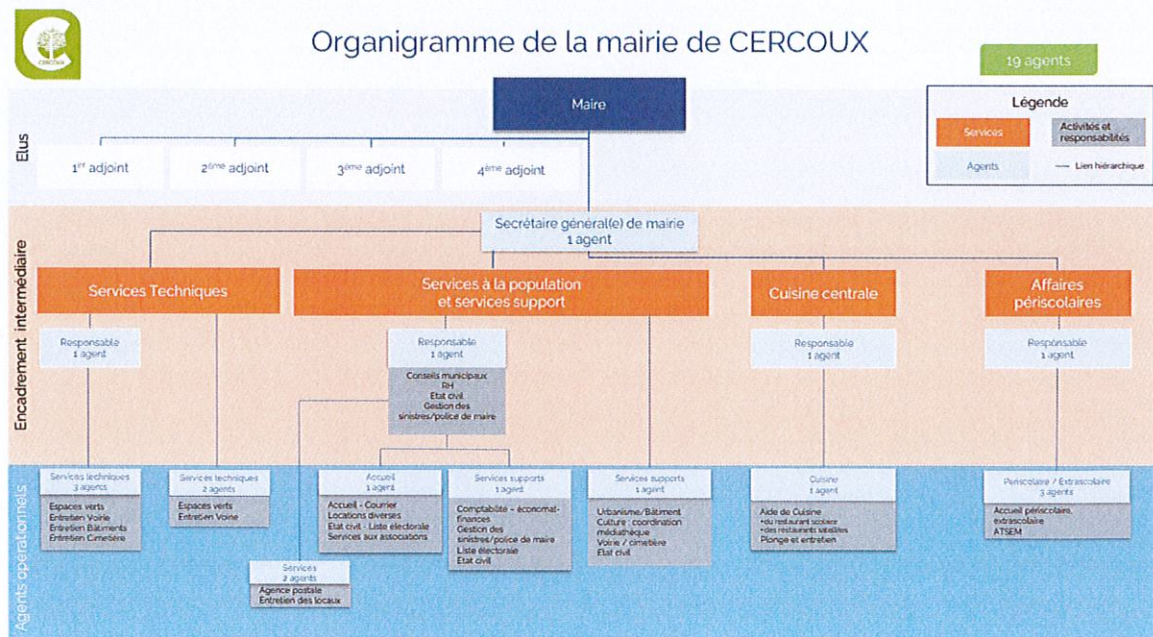 CERCOUX
Organigramme de la mairie de CERCOUX
19 agents
Légende
Services
Activités et
responsabilités
Agents
Lien hiérarchique
Elus
Maire
1er adjoint
2ème adjoint
3ème adjoint
4ème adjoint
Encadrement intermédiaire
Secrétaire général(e) de mairie
1 agent
Services Techniques
Services à la population
et services support
Cuisine centrale
Affaires
périscolaires
Responsable
1 agent
Responsable
1 agent
Conseils municipaux
RH
Etat civil
Gestion des
sinistres/police de maire
Responsable
1 agent
Responsable
1 agent
Agents opérationnels
Services techniques
3 agents
Espaces verts
Entretien Voirie
Entretien Bâtiments
Entretien Cimetière
Services techniques
2 agents
Espaces verts
Entretien Voirie
Services
2 agents
Agence postale
Entretien des locaux
Accueil
1 agent
Accueil - Courrier
Locations diverses
Etat civil - Liste électorale
Services aux associations
Services supports
1 agent
Comptabilité – économat-
finances
Gestion des
sinistres/police de maire
Liste électorale
Etat civil
Services supports
1 agent
Urbanisme/Bâtiment
Culture : coordination
médiathèque
Voirie / cimetière
Etat civil
Cuisine
1 agent
Aide de Cuisine
•du restaurant scolaire
•des restaurants satellites
Plonge et entretien
Périscolaire / Extrascolaire
3 agents
Accueil périscolaire,
extrascolaire
ATSEM